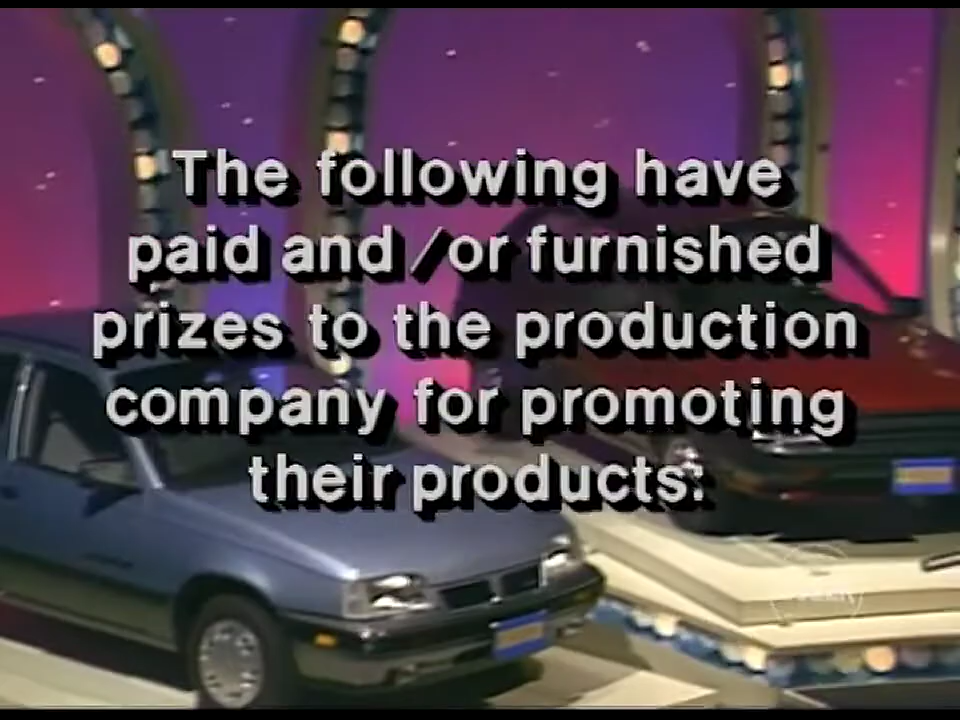 The following have
paid and/or furnished
prizes to the production
company for promoting
their products: